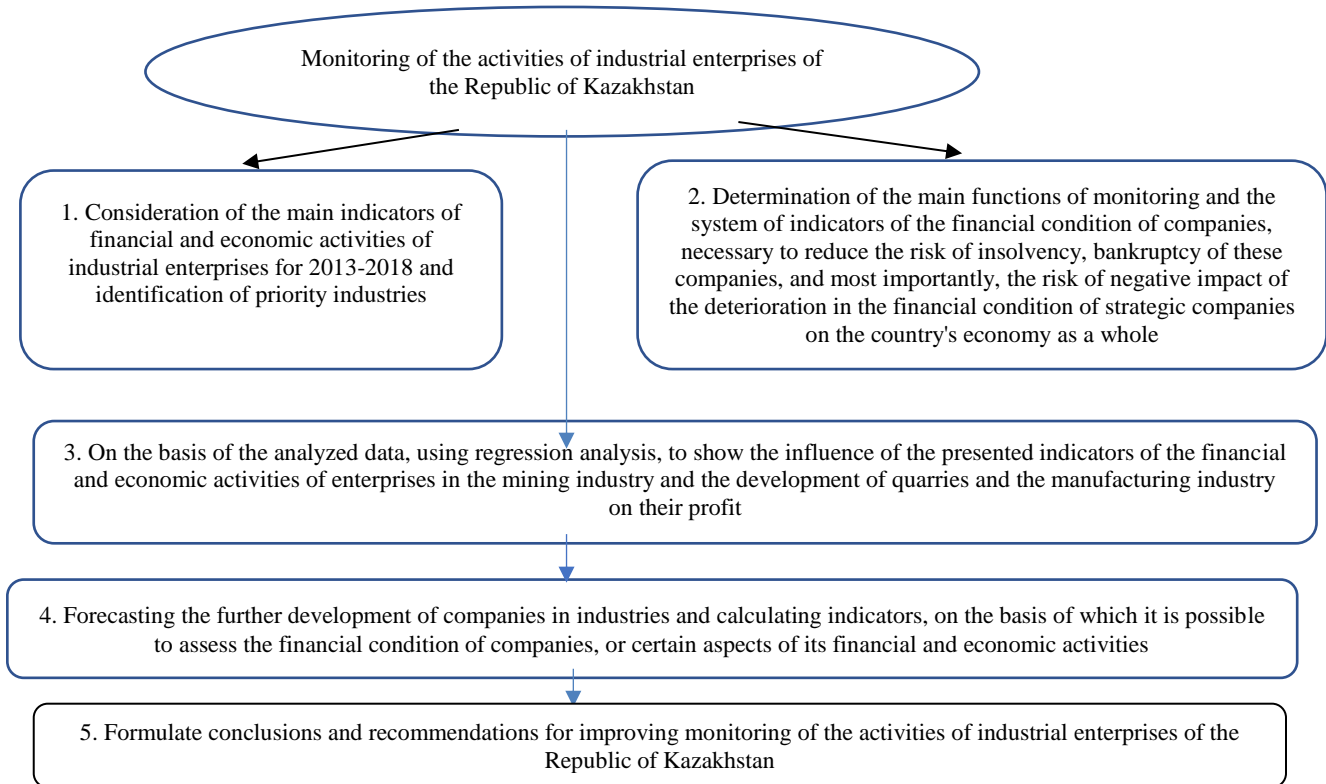 Monitoring of the activities of industrial enterprises of
the Republic of Kazakhstan
1. Consideration of the main indicators of
financial and economic activities of
industrial enterprises for 2013-2018 and
identification of priority industries
2. Determination of the main functions of monitoring and the
system of indicators of the financial condition of companies,
necessary to reduce the risk of insolvency, bankruptcy of these
companies, and most importantly, the risk of negative impact of
the deterioration in the financial condition of strategic companies
on the country's economy as a whole
3. On the basis of the analyzed data, using regression analysis, to show the influence of the presented indicators of the financial
and economic activities of enterprises in the mining industry and the development of quarries and the manufacturing industry
on their profit
4. Forecasting the further development of companies in industries and calculating indicators, on the basis of which it is possible
to assess the financial condition of companies, or certain aspects of its financial and economic activities
5. Formulate conclusions and recommendations for improving monitoring of the activities of industrial enterprises of the
Republic of Kazakhstan